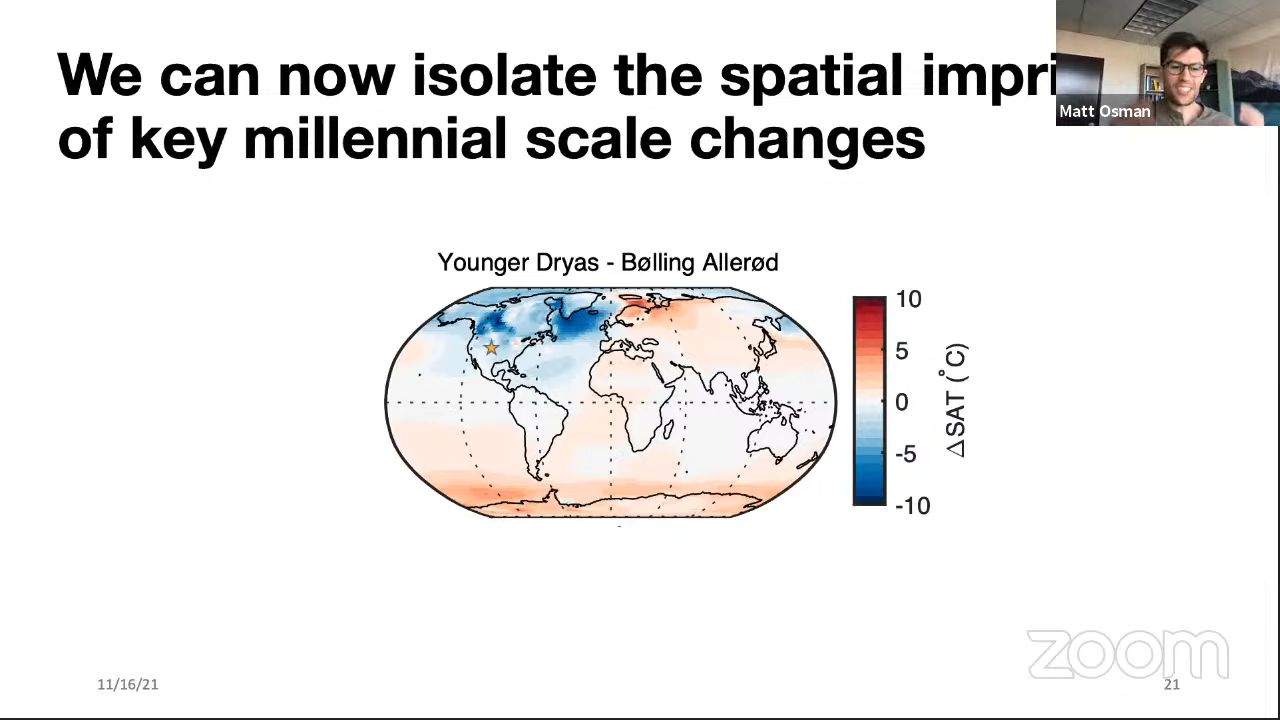 We can now isolate the spatial impri
of key millennial scale changes
Matt Osman
Younger Dryas - Bølling Allerød
10
5
0
-5
-10
△SAT (°C)
zoom
11/16/21
21